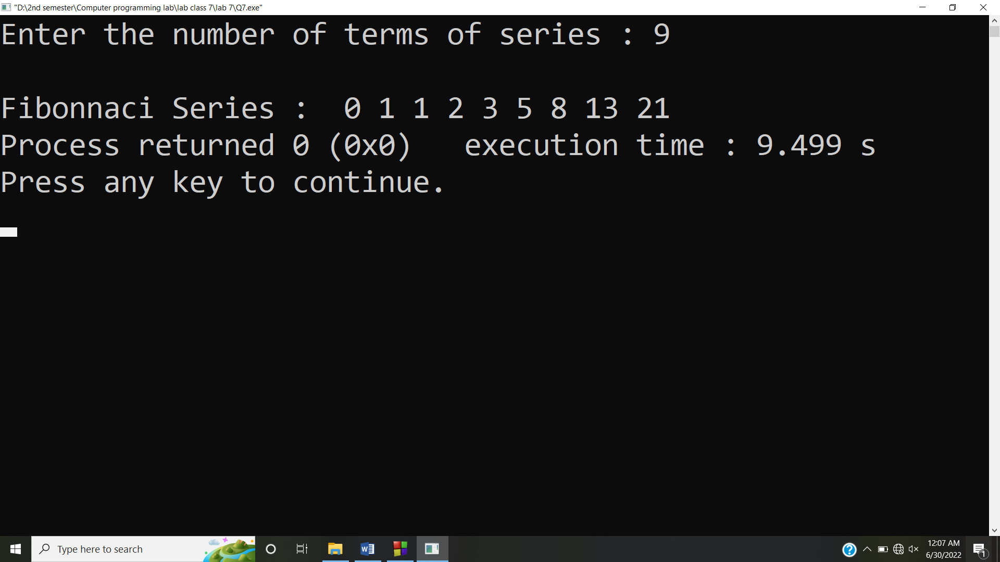 "D:\2nd semester\Computer programming lab\lab class 7\lab 7\Q7.exe"
Enter the number of terms of series : 9
Fibonnaci Series :  0 1 1 2 3 5 8 13 21
Process returned 0 (0x0)   execution time : 9.499 s
Press any key to continue.
Type here to search
12:07 AM
6/30/2022
1